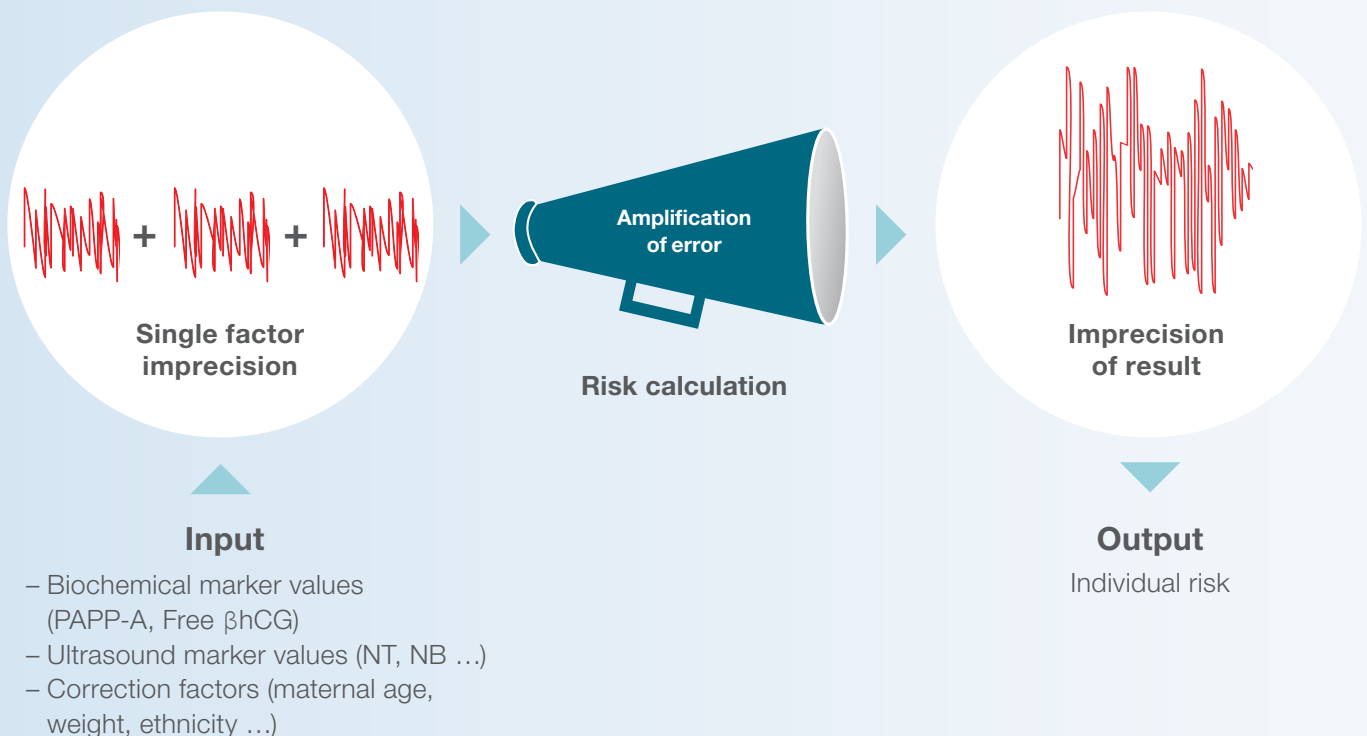 + +
Single factor
imprecision
Amplification
of error
Risk calculation
Imprecision
of result
Input
– Biochemical marker values
(PAPP-A, Free βhCG)
– Ultrasound marker values (NT, NB …)
– Correction factors (maternal age,
weight, ethnicity …)
Output
Individual risk